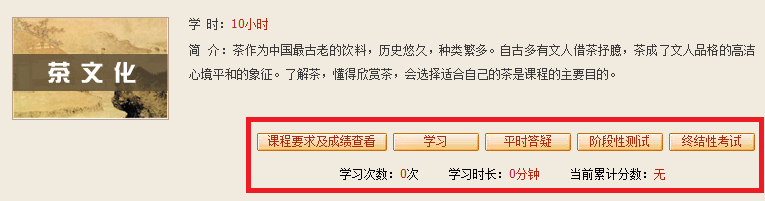 茶文化
学 时：10小时
简 介：茶作为中国最古老的饮料，历史悠久，种类繁多。自古多有文人借茶抒臆，茶成了文人品格的高洁
心境平和的象征。了解茶，懂得欣赏茶，会选择适合自己的茶是课程的主要目的。
课程要求及成绩查看 学习 平时答疑 阶段性测试 终结性考试
学习次数：0次 学习时长：0分钟 当前累计分数：无